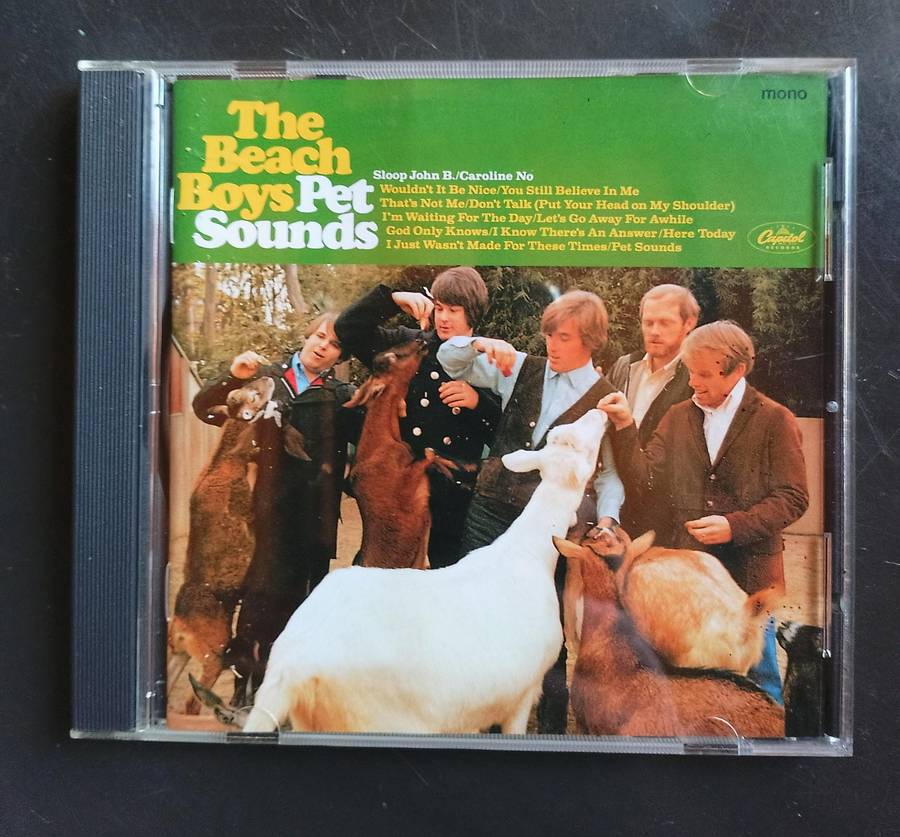 mono
The
Beach
Boys Pet
Sounds
Sloop John B./Caroline No
Wouldn't It Be Nice/You Still Believe In Me
That's Not Me/Don't Talk (Put Your Head on My Shoulder)
I'm Waiting For The Day/Let's Go Away For Awhile
God Only Knows/I Know There's An Answer/Here Today
I Just Wasn't Made For These Times/Pet Sounds
Capitol
RECORDS